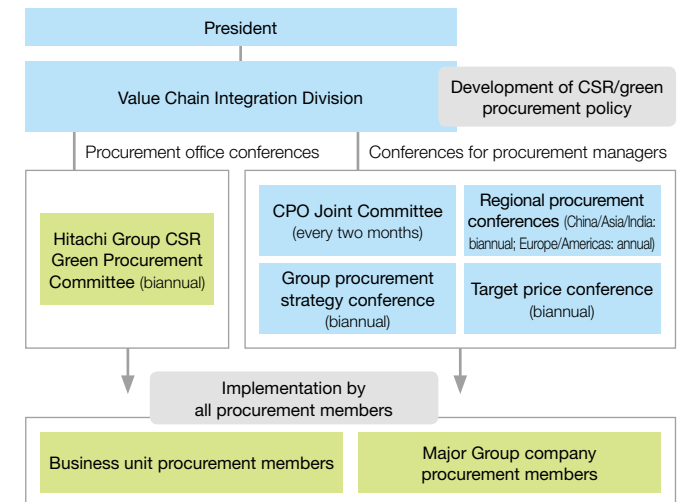 President
Value Chain Integration Division
Development of CSR/green
procurement policy
Procurement office conferences
Conferences for procurement managers
Hitachi Group CSR
Green Procurement
Committee (biannual)
CPO Joint Committee
(every two months)
Regional procurement
conferences (China/Asia/India:
biannual; Europe/Americas: annual)
Group procurement
strategy conference
(biannual)
Target price conference
(biannual)
Implementation by
all procurement members
Business unit procurement members
Major Group company
procurement members